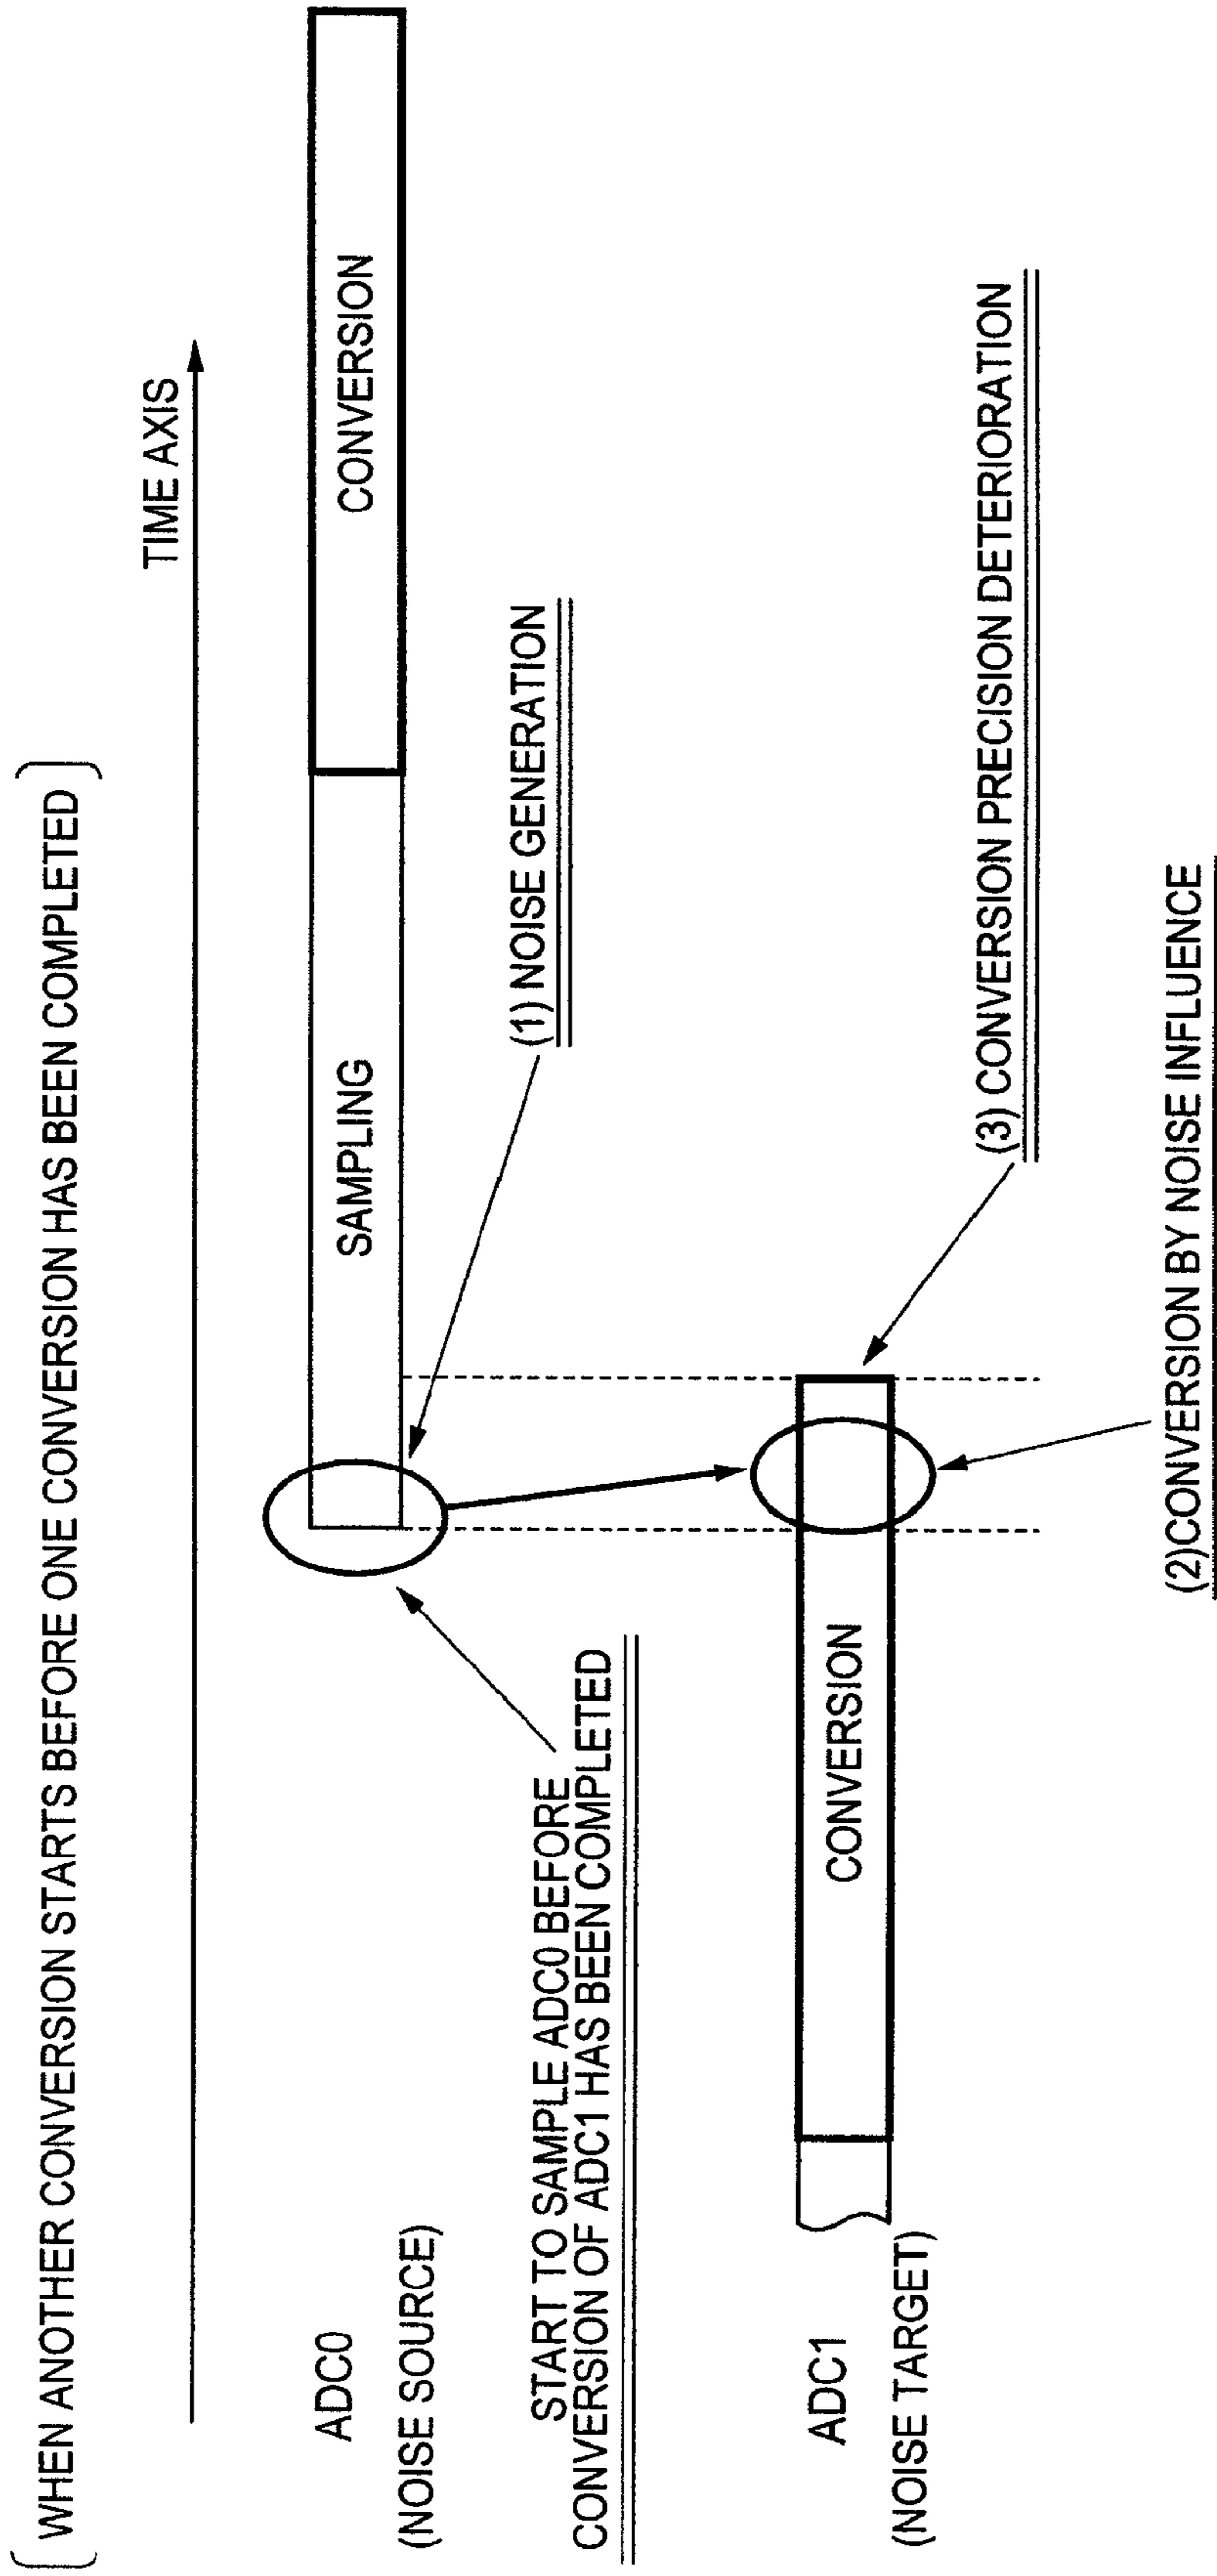 WHEN ANOTHER CONVERSION STARTS BEFORE ONE CONVERSION HAS BEEN COMPLETED
TIME AXIS
ADC0
(NOISE SOURCE)
SAMPLING
CONVERSION
START TO SAMPLE ADC0 BEFORE
CONVERSION OF ADC1 HAS BEEN COMPLETED
(1) NOISE GENERATION
ADC1
(NOISE TARGET)
CONVERSION
(3) CONVERSION PRECISION DETERIORATION
(2)CONVERSION BY NOISE INFLUENCE